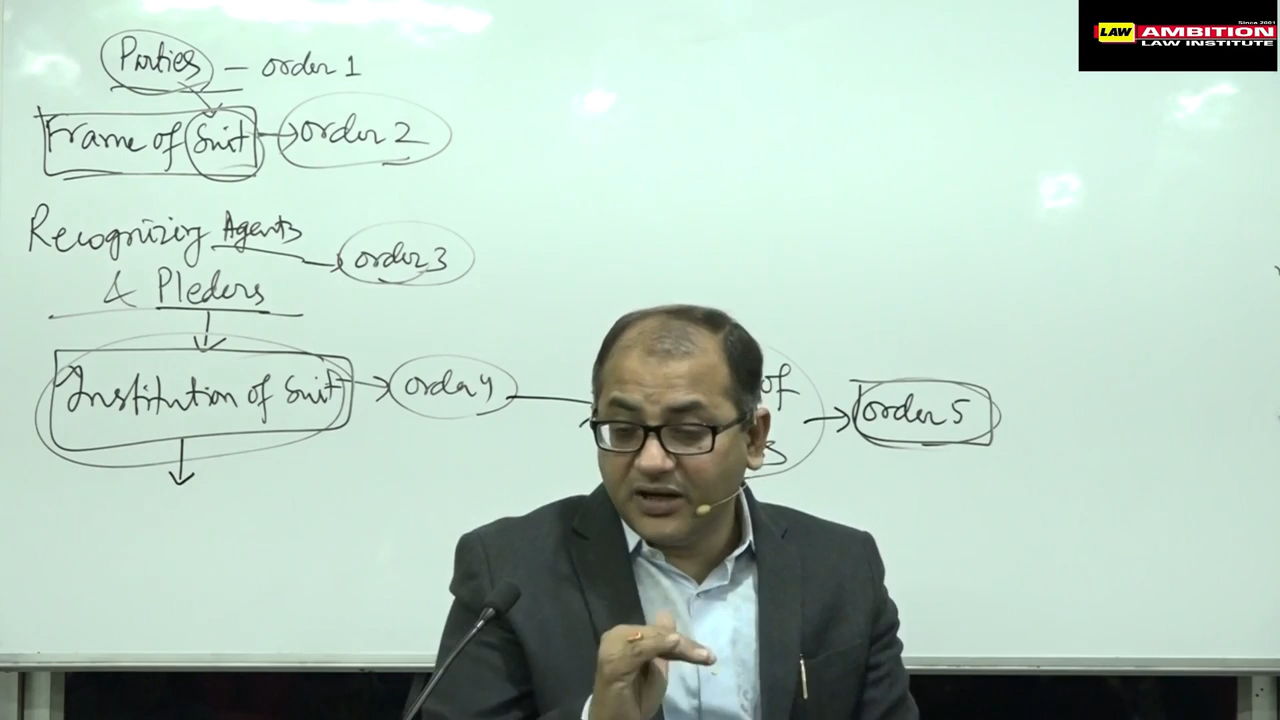 Since 2001
LAW AMBITION
LAW INSTITUTE
Parties – order 1
Frame of Suit → order 2
Recognizing Agents → order 3
& Pleders
Institution of Suit → order 4
of
s
→ order 5